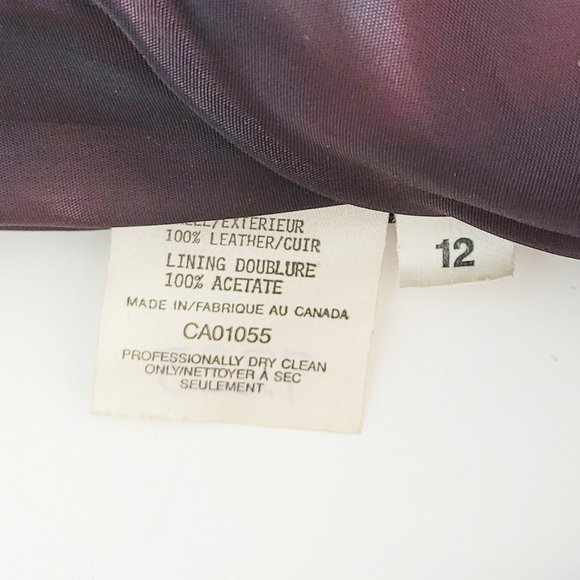 100% LEATHER/CUIR
LINING DOUBLURE
100% ACETATE
MADE IN/FABRIQUE AU CANADA
CA01055
PROFESSIONALLY DRY CLEAN
ONLY/NETTOYER À SEC
SEULEMENT
12